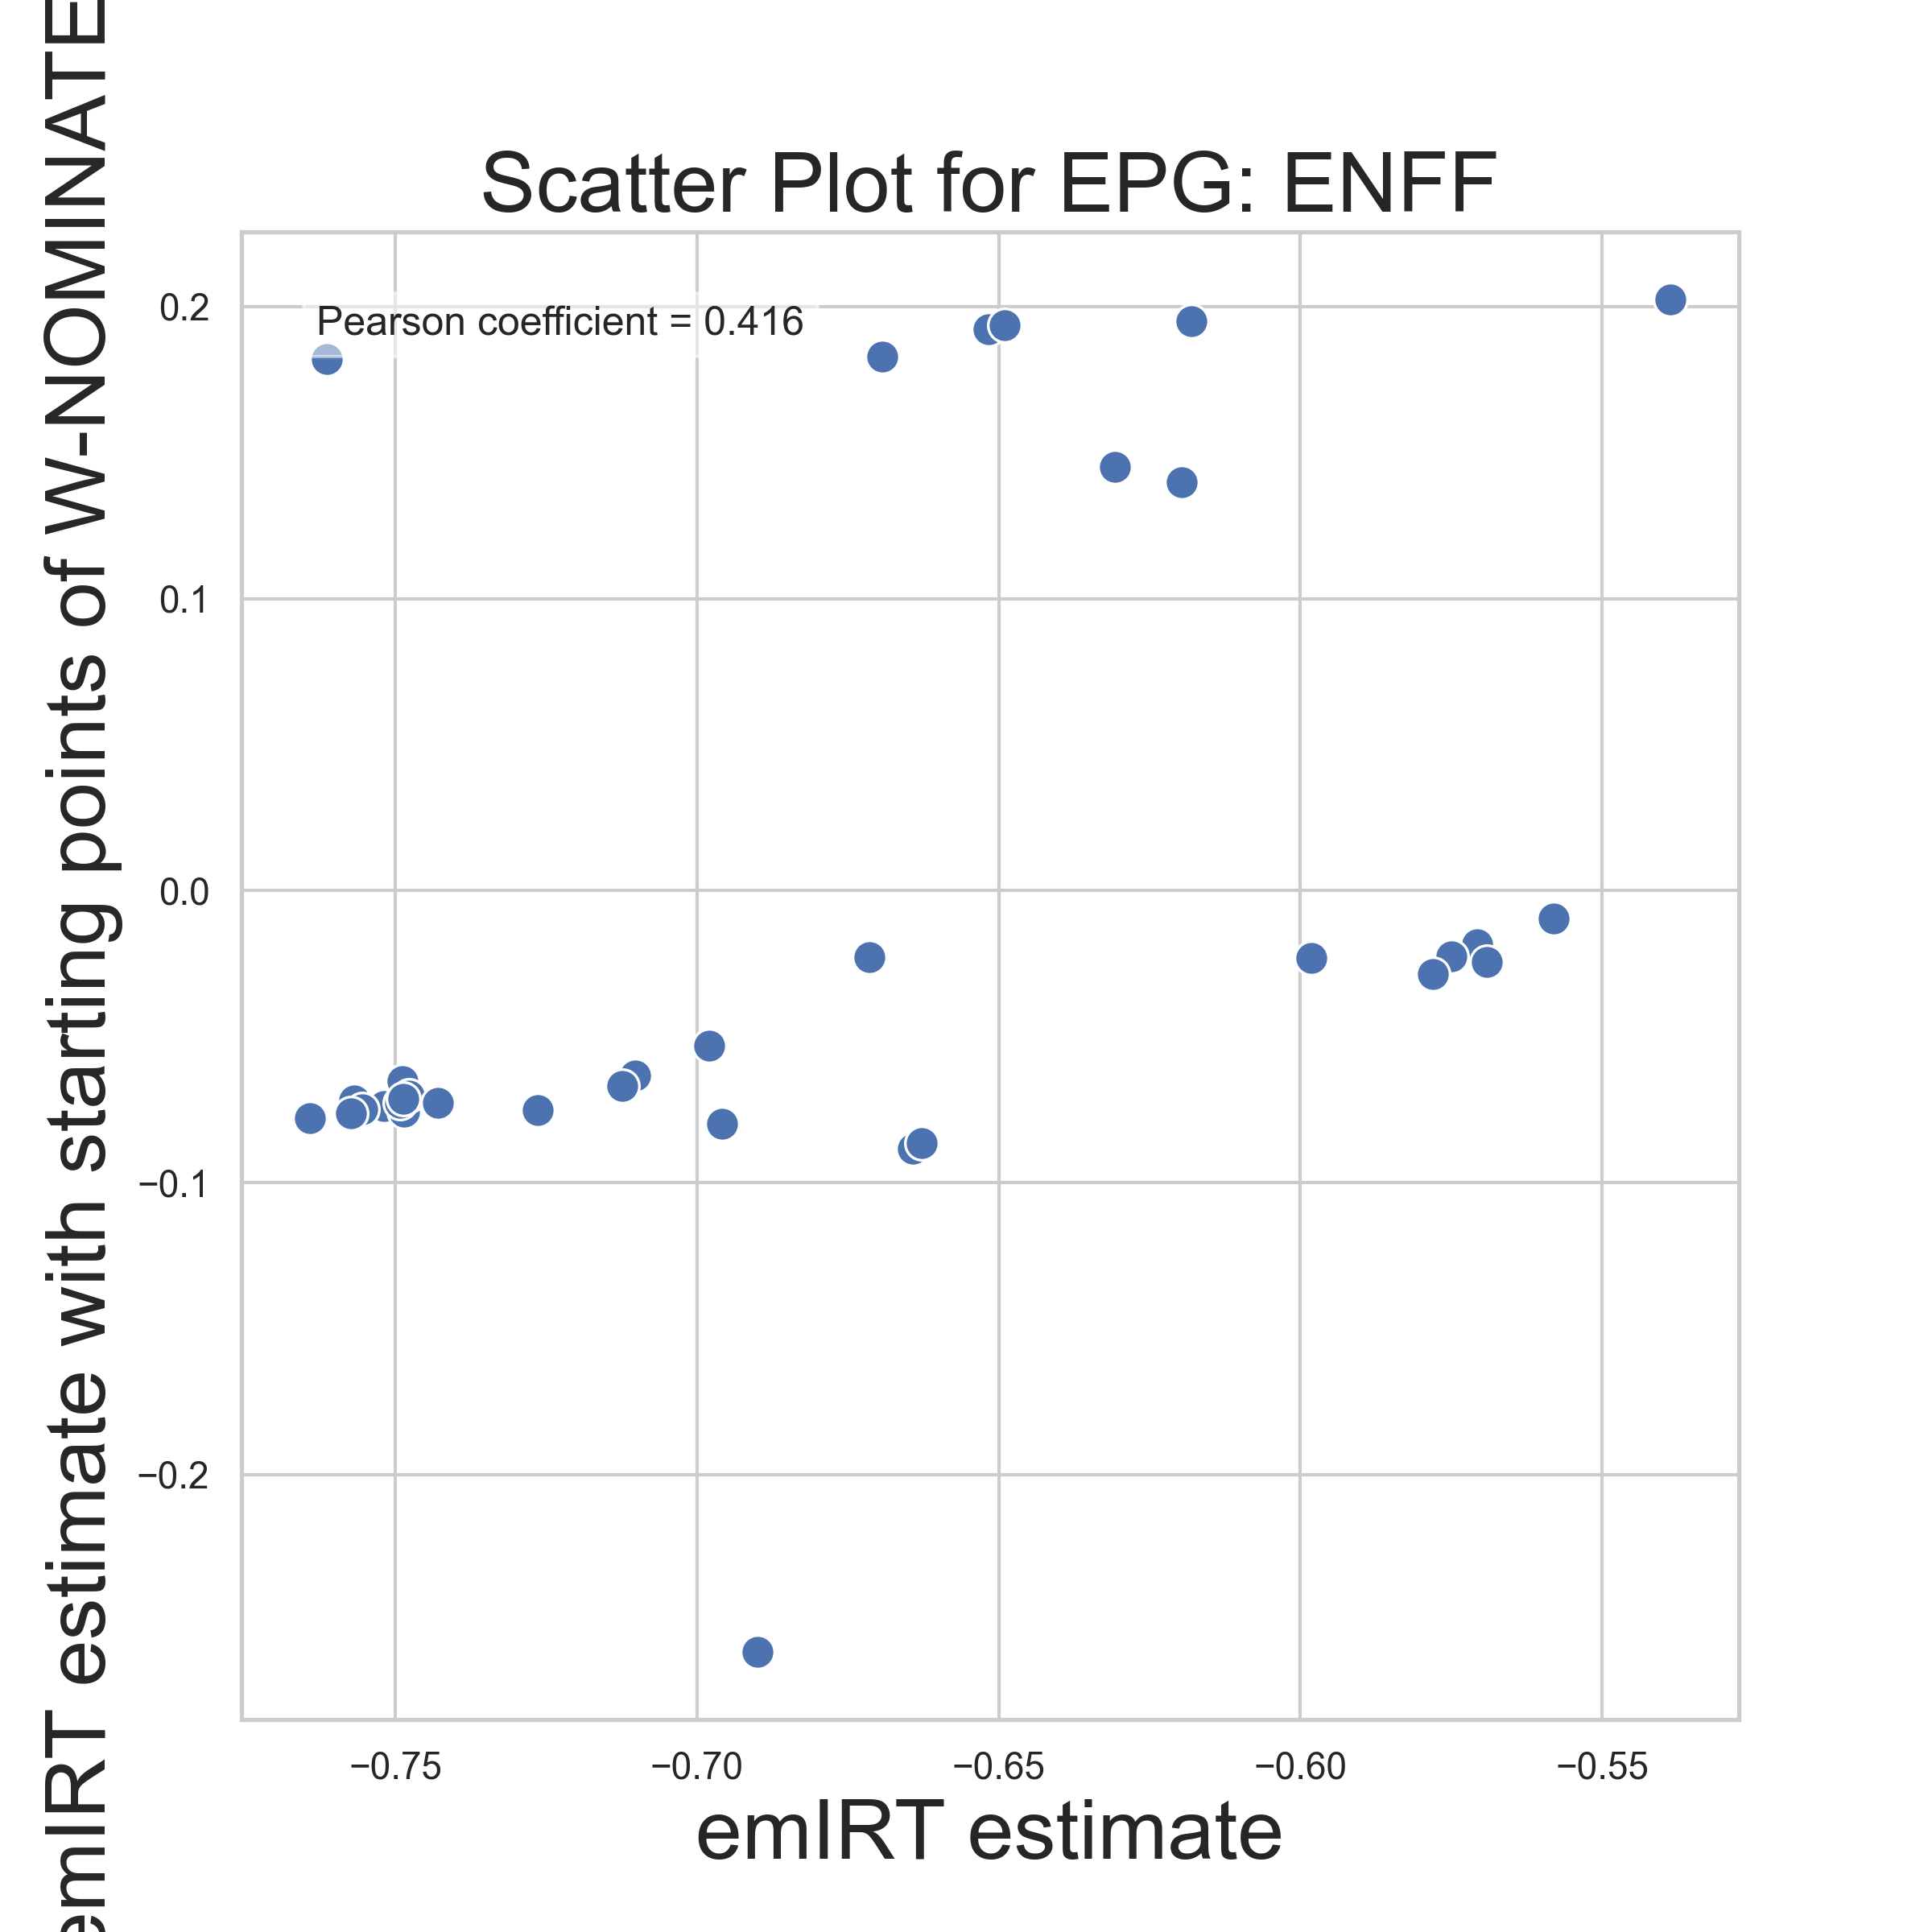 Scatter Plot for EPG: ENFF
Pearson coefficient = 0.416
emIRT estimate with starting points of W-NOMINATE
0.2
0.1
0.0
−0.1
−0.2
−0.75
−0.70
−0.65
−0.60
−0.55
emIRT estimate